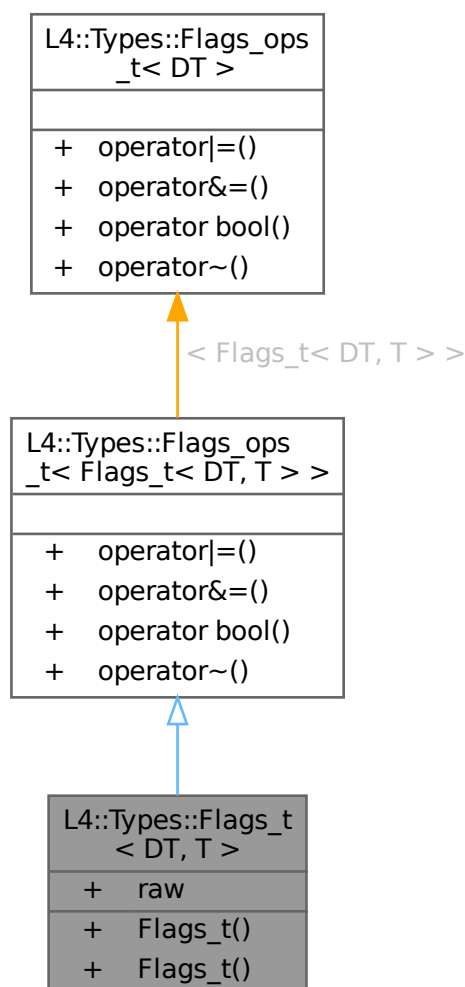 L4::Types::Flags_ops
_t< DT >
+ operator|=()
+ operator&=()
+ operator bool()
+ operator~()
< Flags_t< DT, T > >
L4::Types::Flags_ops
_t< Flags_t< DT, T > >
+ operator|=()
+ operator&=()
+ operator bool()
+ operator~()
L4::Types::Flags_t
< DT, T >
+ raw
+ Flags_t()
+ Flags_t()